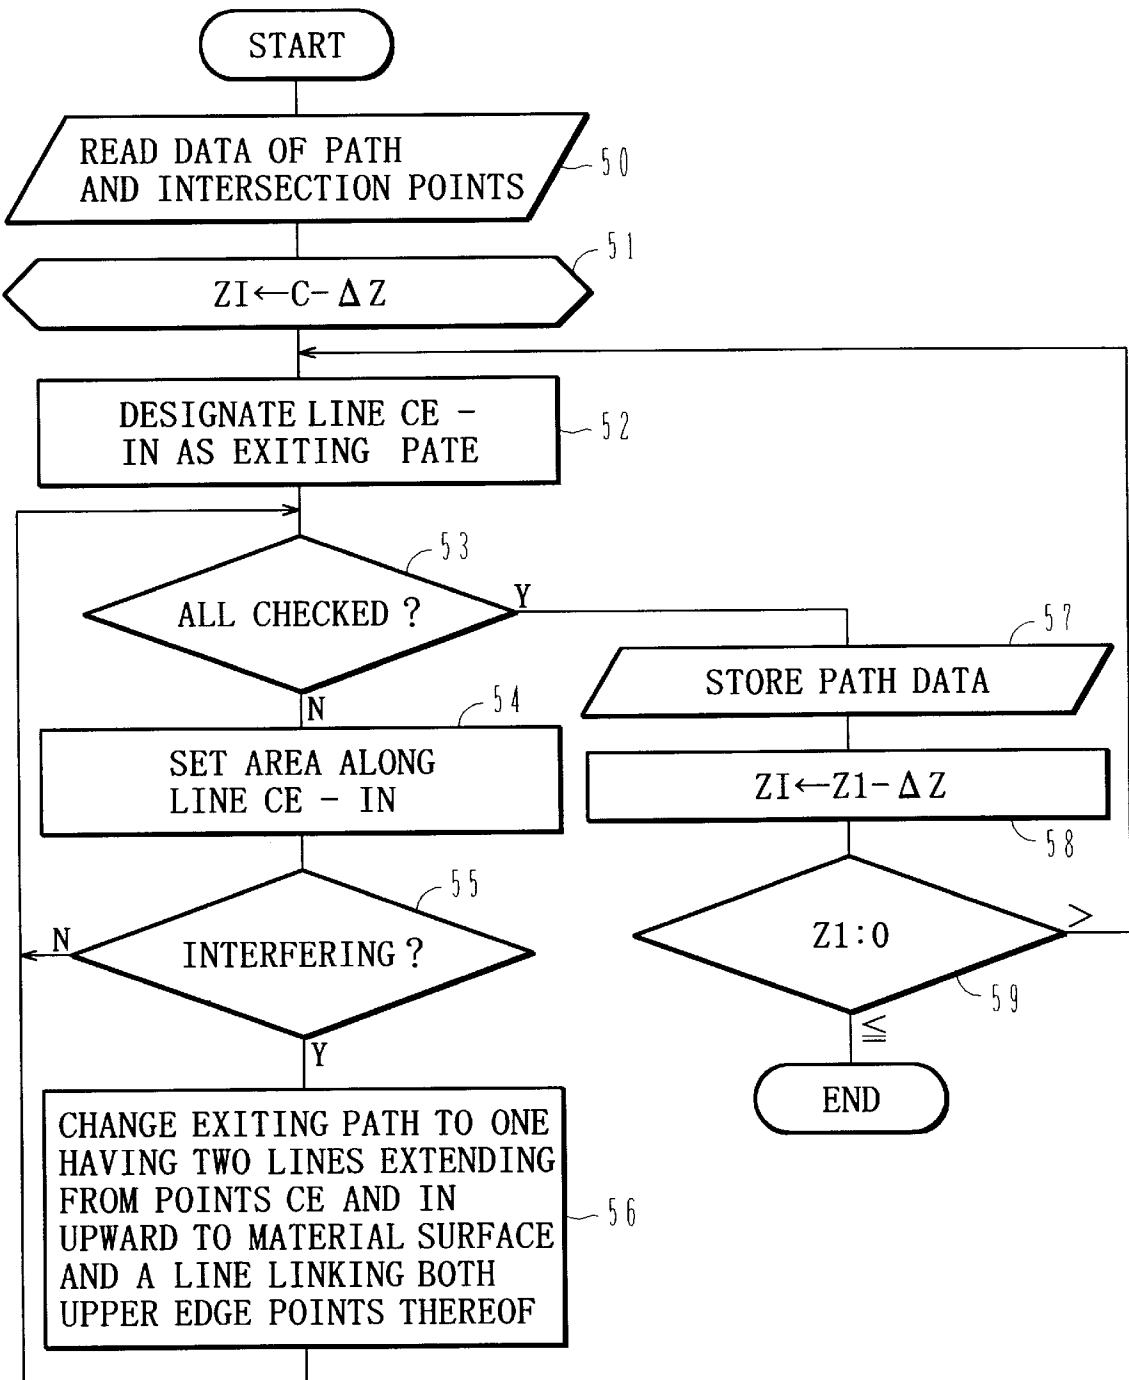 START
READ DATA OF PATH
AND INTERSECTION POINTS
50
51
ZI←C-ΔZ
DESIGNATE LINE CE -
IN AS EXITING PATE
52
53
ALL CHECKED ?
Y
N
54
SET AREA ALONG
LINE CE - IN
55
INTERFERING ?
N
Y
CHANGE EXITING PATH TO ONE
HAVING TWO LINES EXTENDING
FROM POINTS CE AND IN
UPWARD TO MATERIAL SURFACE
AND A LINE LINKING BOTH
UPPER EDGE POINTS THEREOF
56
57
STORE PATH DATA
ZI←Z1-ΔZ
58
Z1:0
>
59
≦
END